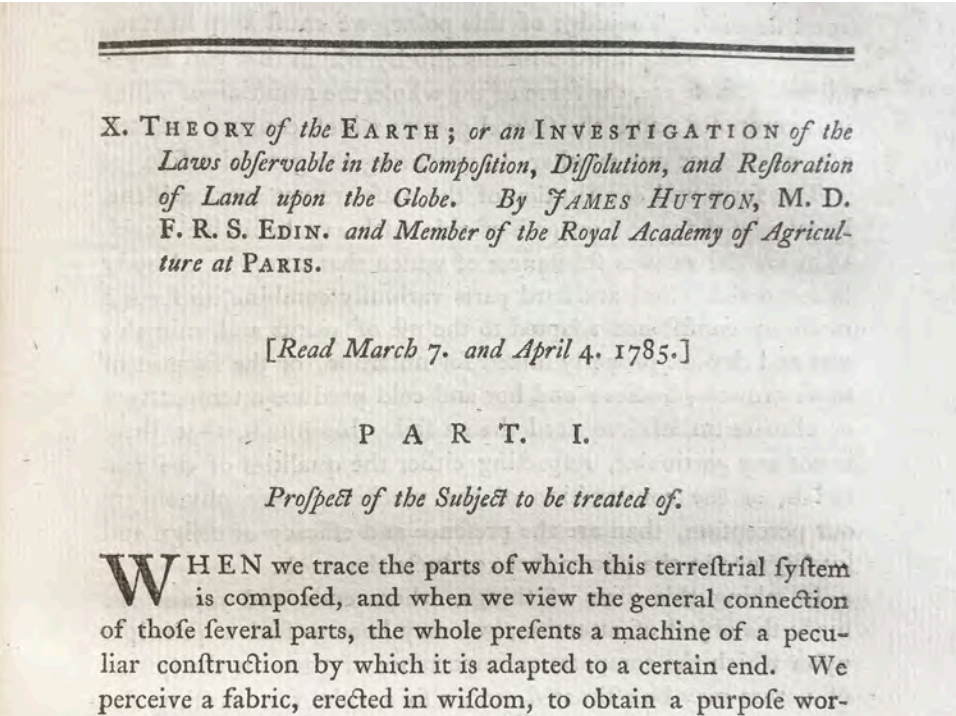 X. THEORY of the EARTH; or an INVESTIGATION of the
Laws obſervable in the Compoſition, Diſſolution, and Reſtoration
of Land upon the Globe. By JAMES HUTTON, M. D.
F. R. S. EDIN. and Member of the Royal Academy of Agricul-
ture at PARIS.
[Read March 7. and April 4. 1785.]
PART. I.
Proſpect of the Subject to be treated of.
WHEN we trace the parts of which this terreſtrial ſyſtem
is compoſed, and when we view the general connection
of thoſe ſeveral parts, the whole preſents a machine of a pecu-
liar conſtruction by which it is adapted to a certain end. We
perceive a fabric, erected in wiſdom, to obtain a purpoſe wor-